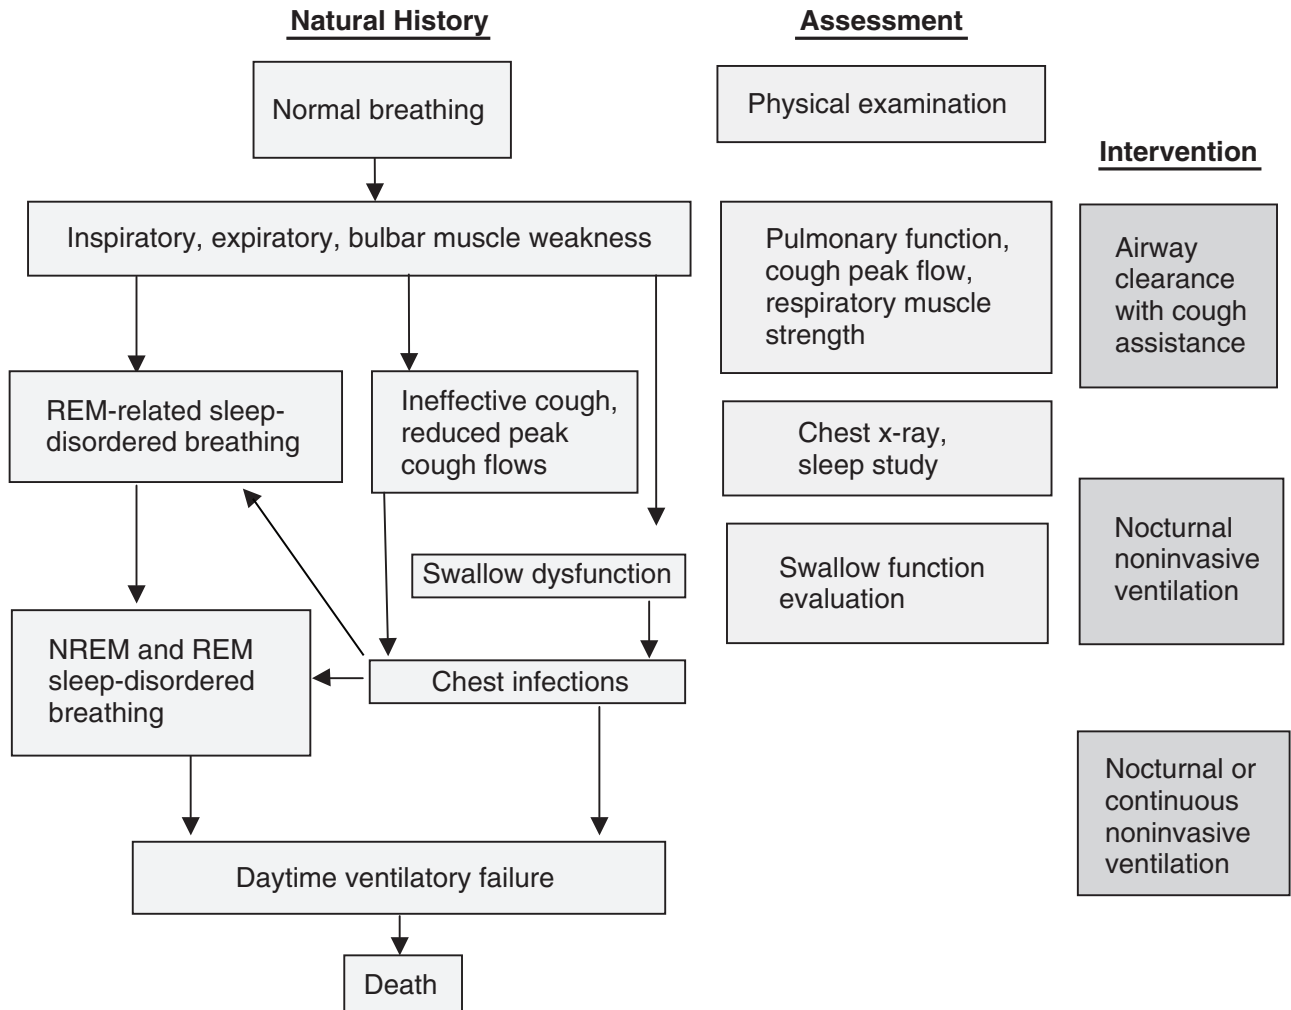 Natural History
Normal breathing
Inspiratory, expiratory, bulbar muscle weakness
REM-related sleep-
disordered breathing
Ineffective cough,
reduced peak
cough flows
Swallow dysfunction
NREM and REM
sleep-disordered
breathing
Chest infections
Daytime ventilatory failure
Death
Assessment
Physical examination
Pulmonary function,
cough peak flow,
respiratory muscle
strength
Chest x-ray,
sleep study
Swallow function
evaluation
Intervention
Airway
clearance
with cough
assistance
Nocturnal
noninvasive
ventilation
Nocturnal or
continuous
noninvasive
ventilation